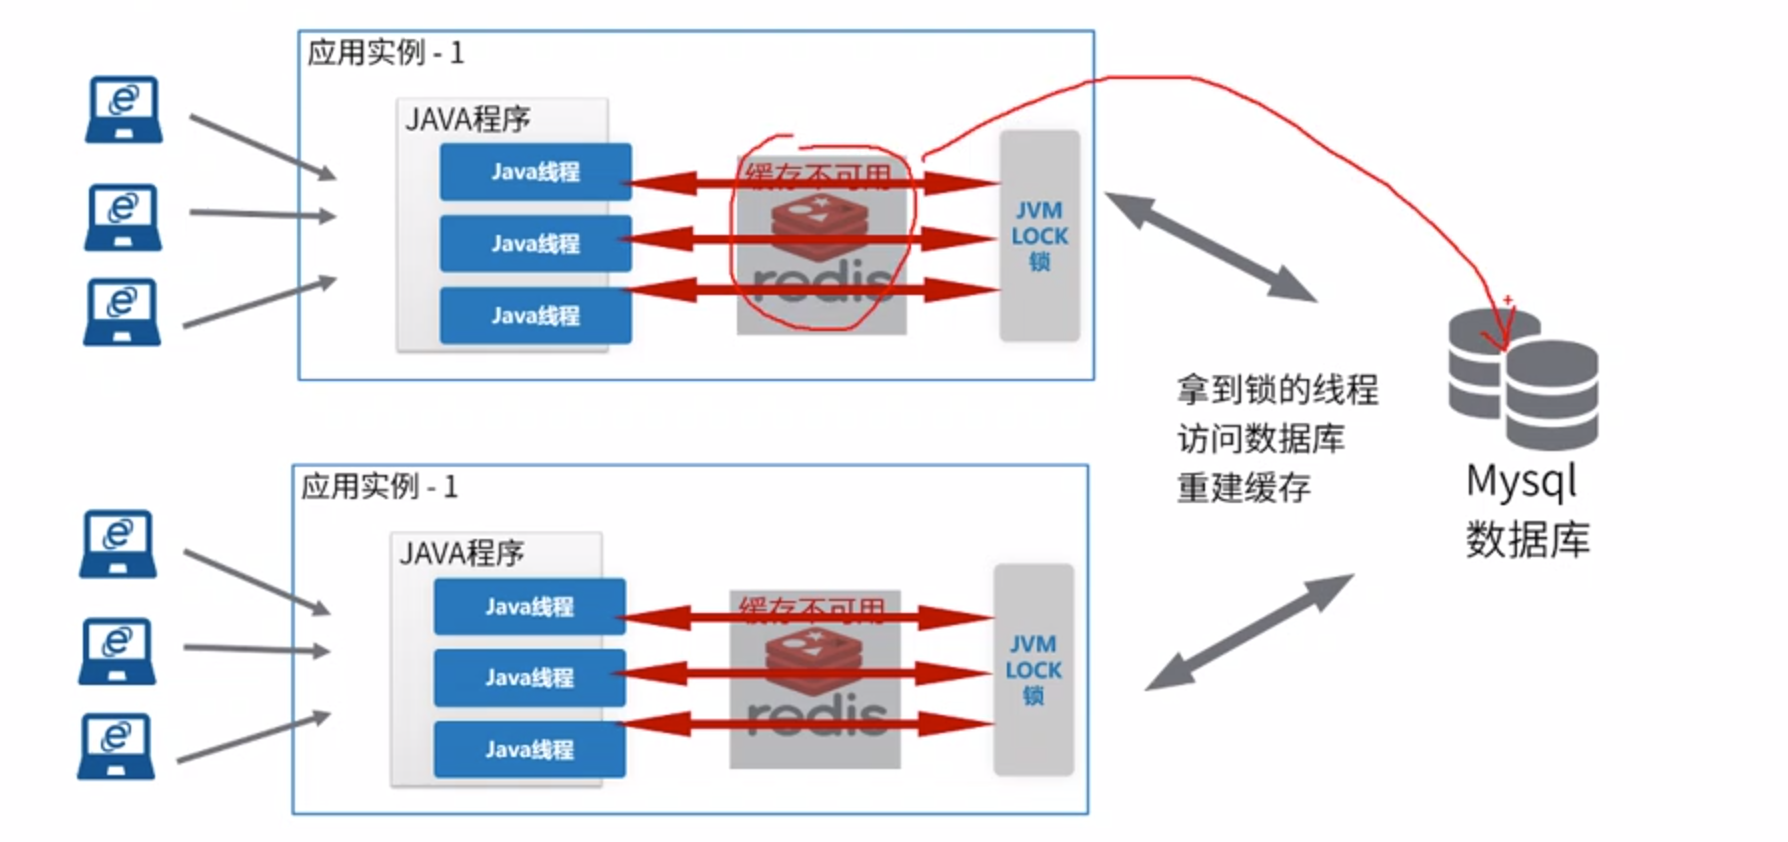 应用实例 - 1
JAVA程序
Java线程
Java线程
Java线程
缓存不可用
redis
JVM
LOCK
锁
拿到锁的线程
访问数据库
重建缓存
Mysql
数据库
应用实例 - 1
JAVA程序
Java线程
Java线程
Java线程
缓存不可用
redis
JVM
LOCK
锁